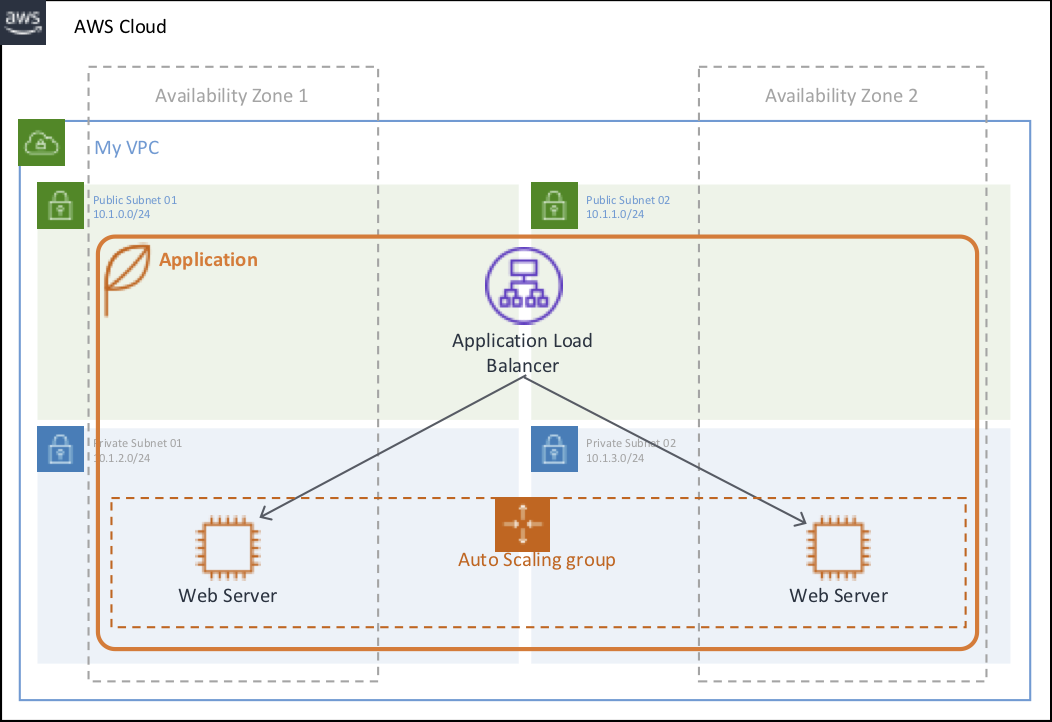 aws
AWS Cloud
Availability Zone 1
Availability Zone 2
My VPC
Public Subnet 01
10.1.0.0/24
Public Subnet 02
10.1.1.0/24
Application
Application Load
Balancer
Private Subnet 01
10.1.2.0/24
Private Subnet 02
10.1.3.0/24
Auto Scaling group
Web Server
Web Server